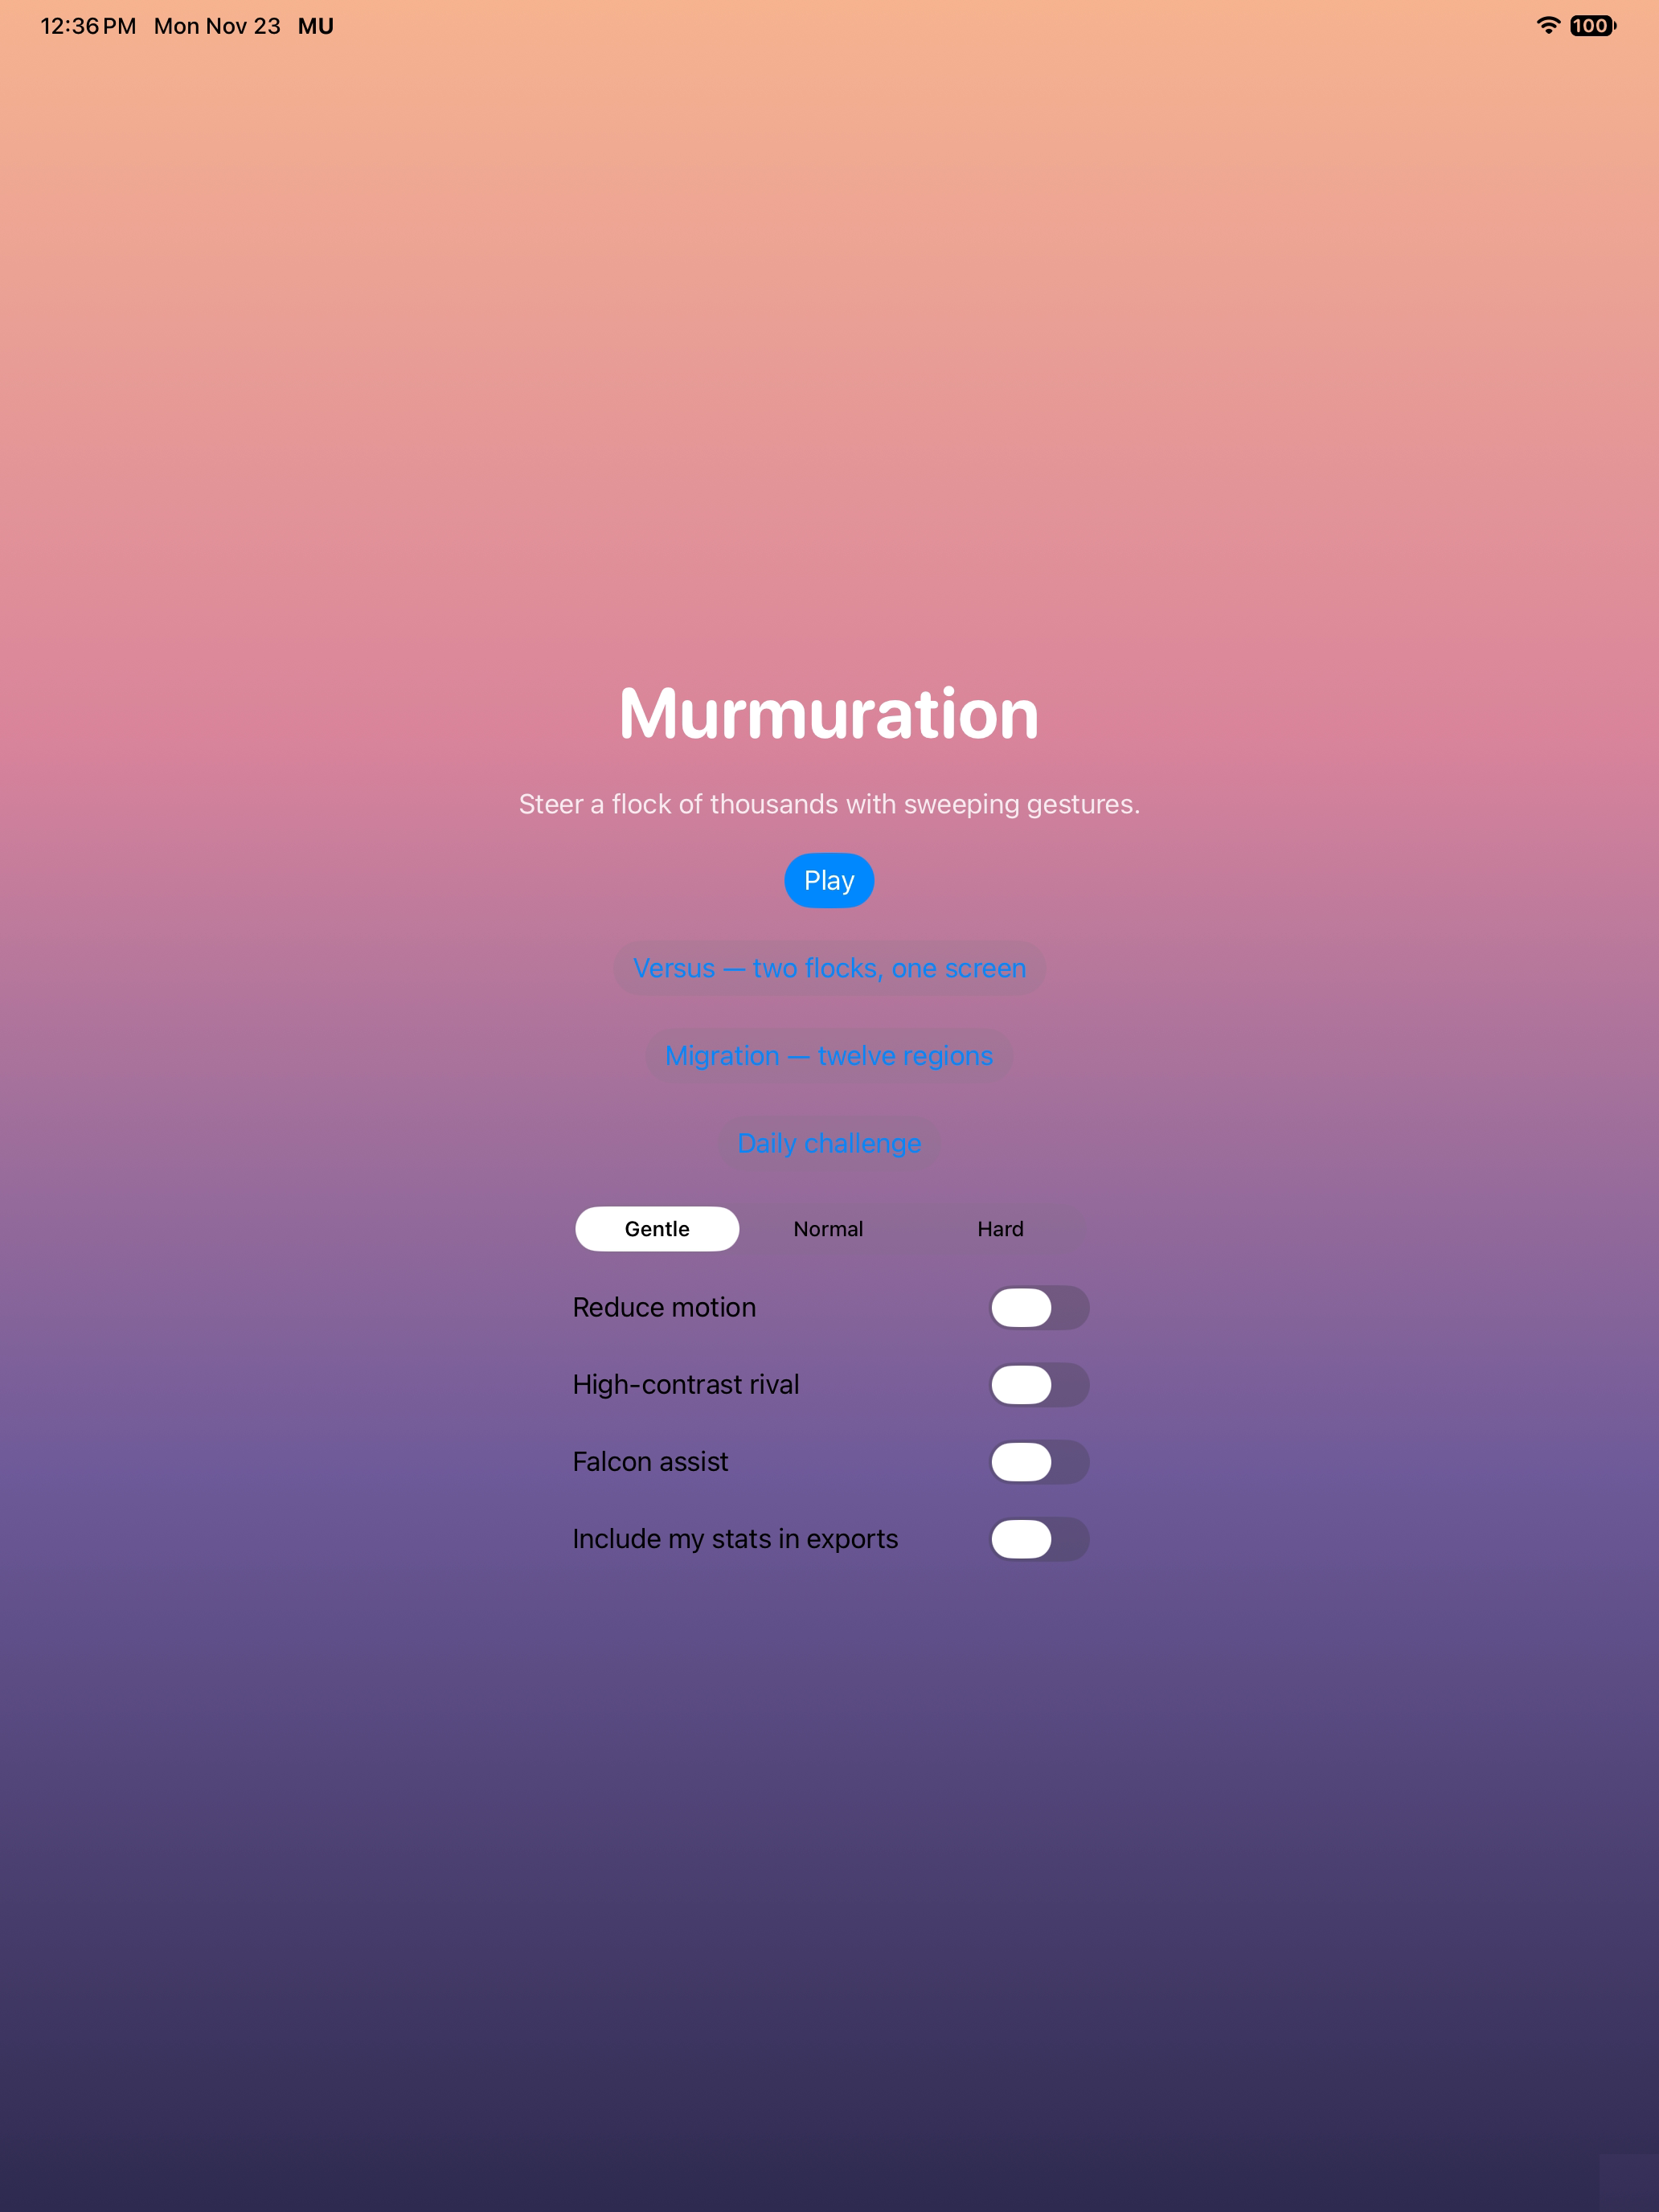 12:36 PM Mon Nov 23 MU 100
Murmuration
Steer a flock of thousands with sweeping gestures.
Play
Versus — two flocks, one screen
Migration — twelve regions
Daily challenge
Gentle Normal Hard
Reduce motion
High-contrast rival
Falcon assist
Include my stats in exports